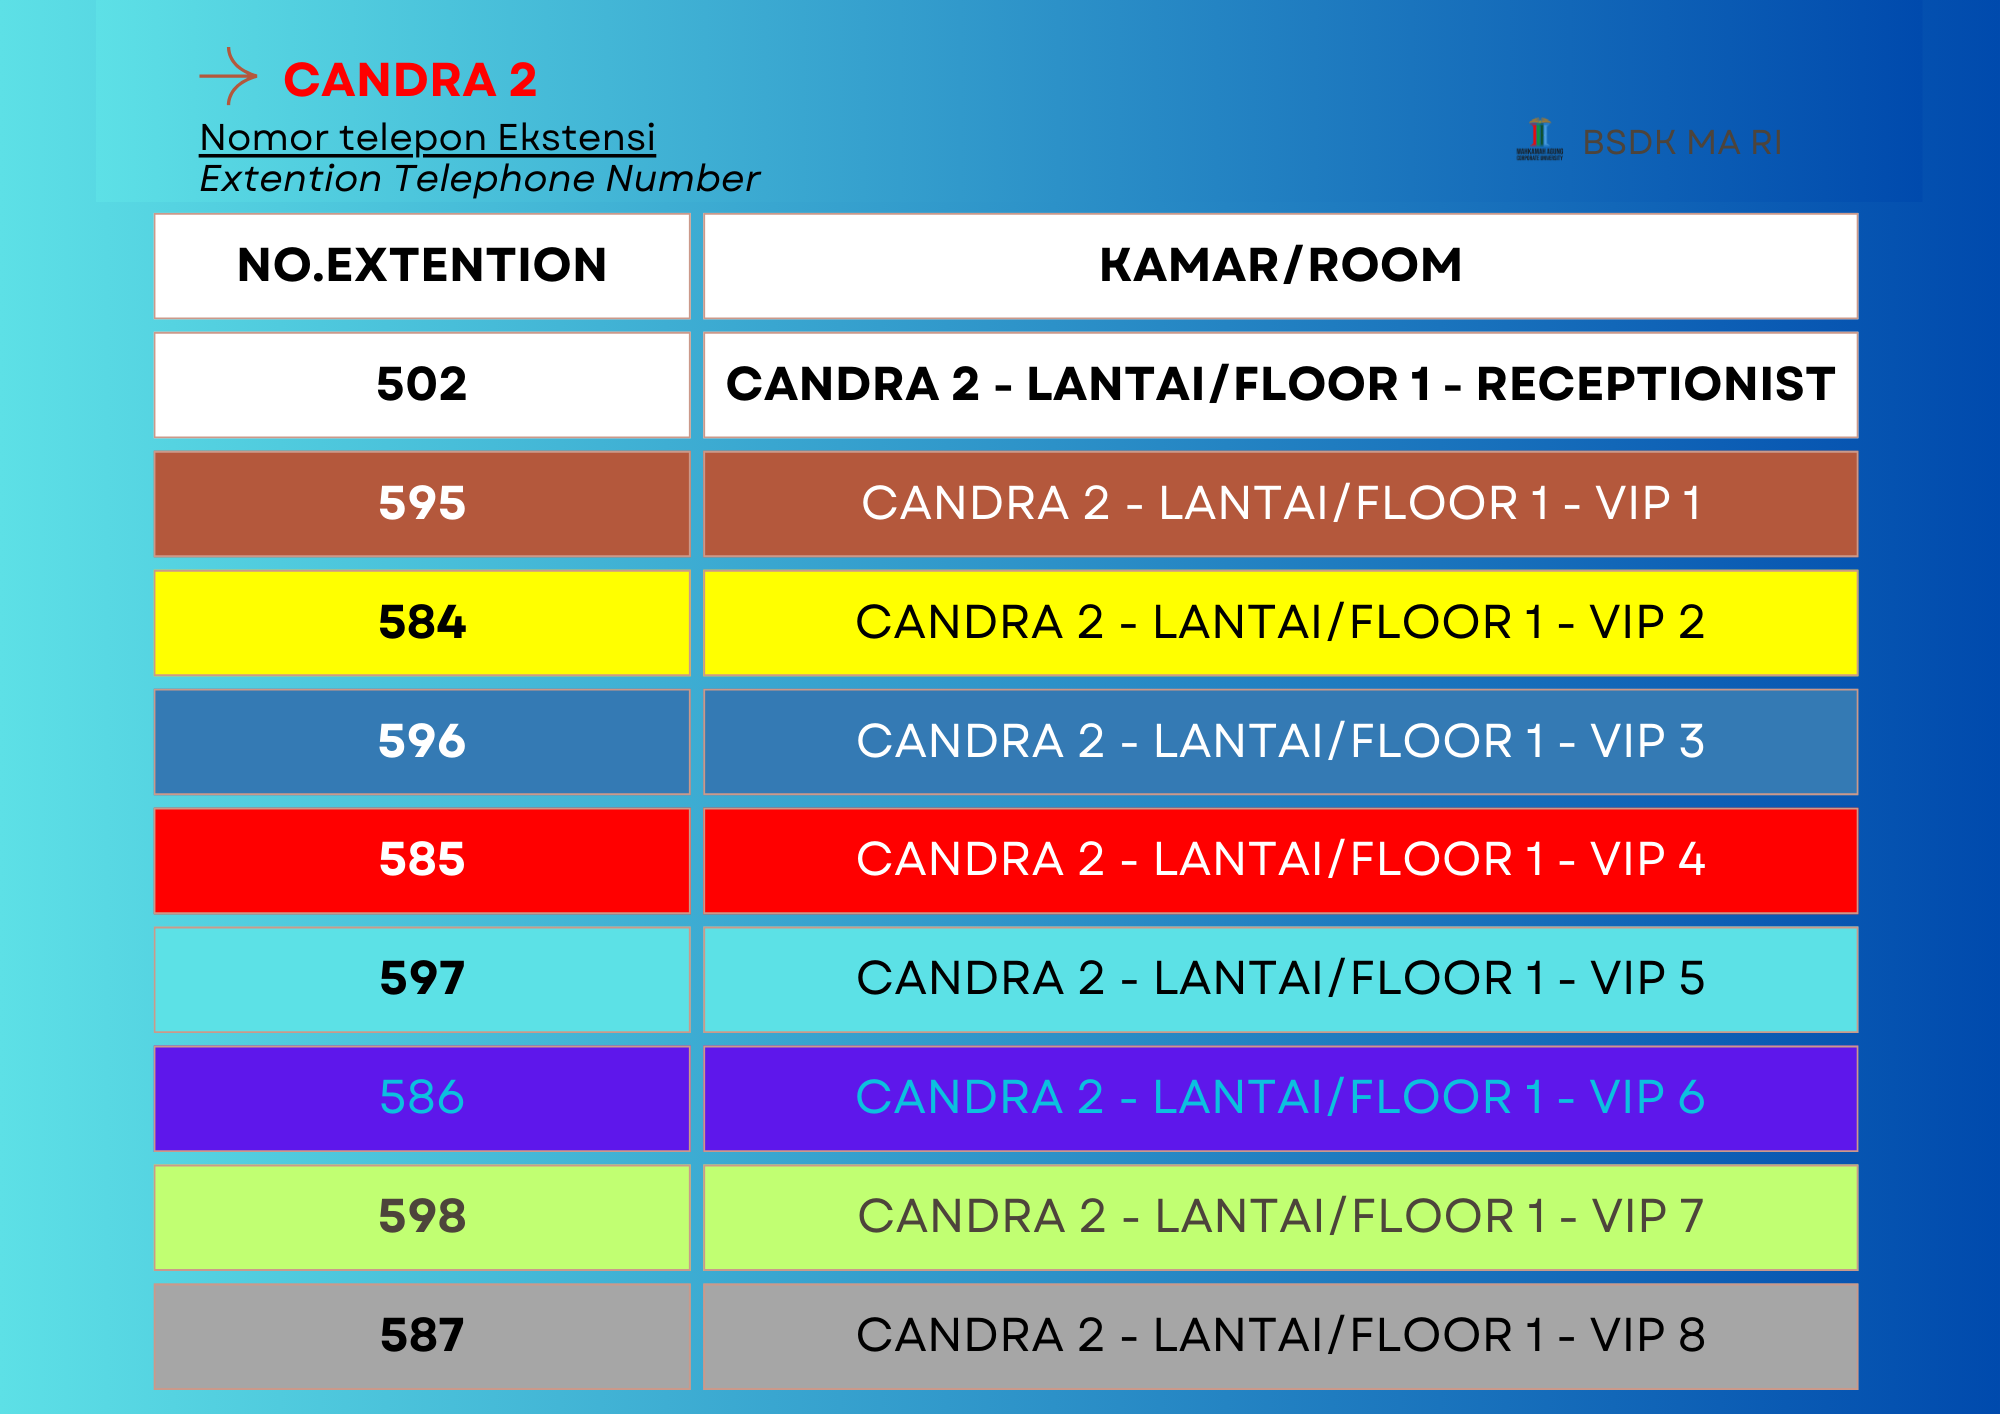 CANDRA 2
Nomor telepon Ekstensi
Extention Telephone Number
MAHKAMAH AGUNG
CORPORATE UNIVERSITY
BSDK MA RI
NO.EXTENTION KAMAR/ROOM
502 CANDRA 2 - LANTAI/FLOOR 1 - RECEPTIONIST
595 CANDRA 2 - LANTAI/FLOOR 1 - VIP 1
584 CANDRA 2 - LANTAI/FLOOR 1 - VIP 2
596 CANDRA 2 - LANTAI/FLOOR 1 - VIP 3
585 CANDRA 2 - LANTAI/FLOOR 1 - VIP 4
597 CANDRA 2 - LANTAI/FLOOR 1 - VIP 5
586 CANDRA 2 - LANTAI/FLOOR 1 - VIP 6
598 CANDRA 2 - LANTAI/FLOOR 1 - VIP 7
587 CANDRA 2 - LANTAI/FLOOR 1 - VIP 8